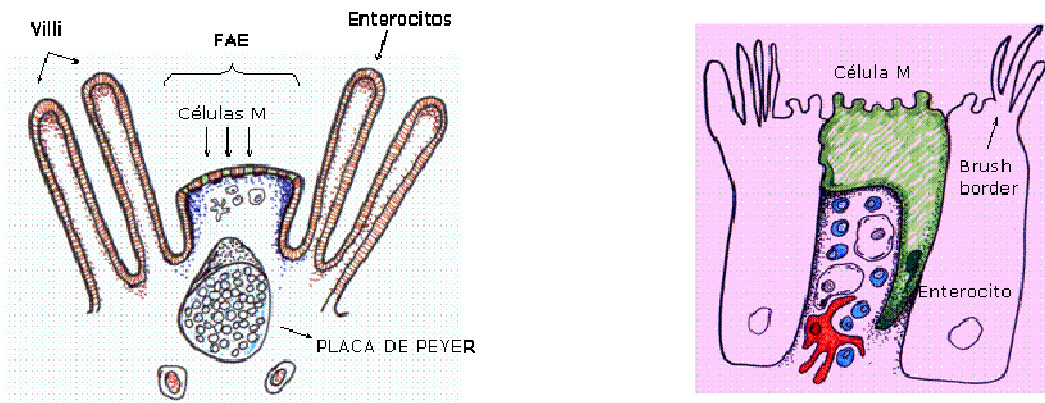 Villi
FAE
Enterocitos
Células M
PLACA DE PEYER
Célula M
Brush
border
Enterocito